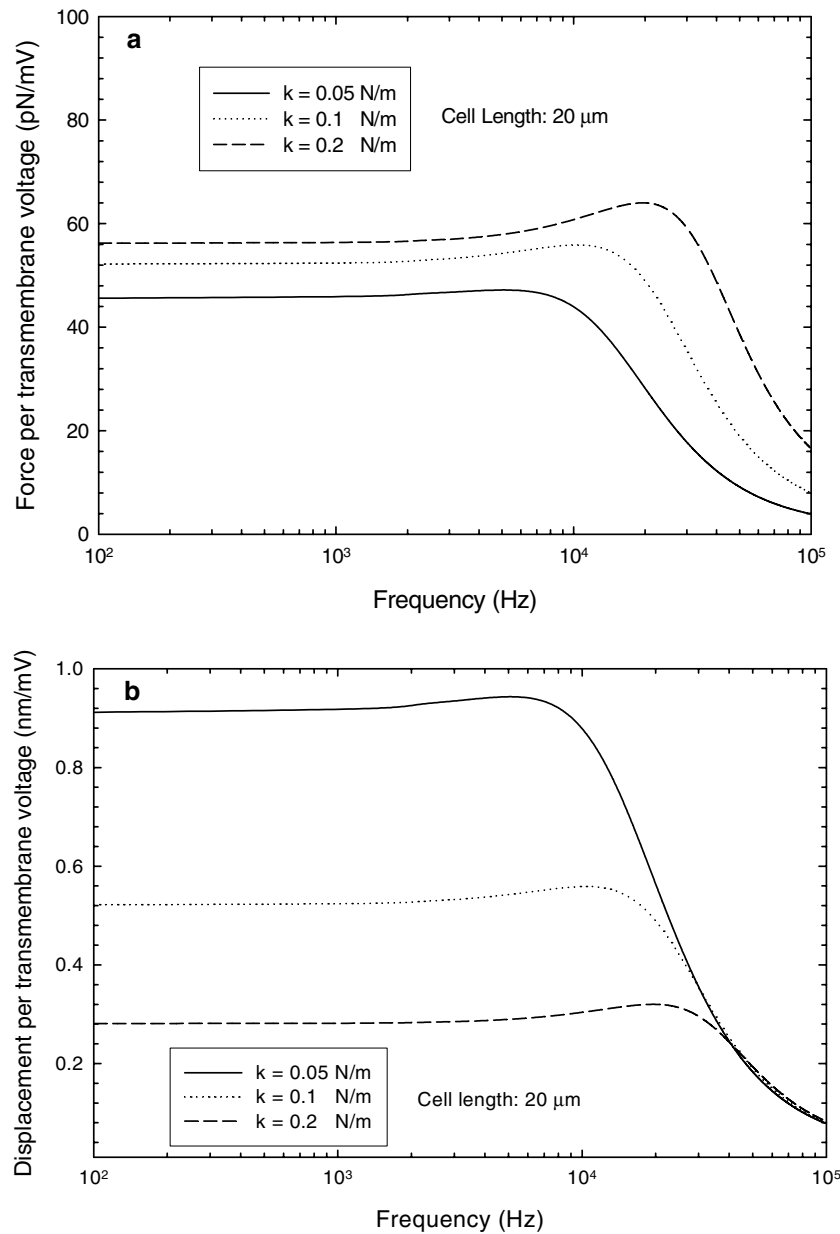 a
100
80
60
40
20
0
Force per transmembrane voltage (pN/mV)
k = 0.05 N/m
k = 0.1 N/m
k = 0.2 N/m
Cell Length: 20 μm
10² 10³ 10⁴ 10⁵
Frequency (Hz)
b
1.0
0.8
0.6
0.4
0.2
Displacement per transmembrane voltage (nm/mV)
k = 0.05 N/m
k = 0.1 N/m
k = 0.2 N/m
Cell length: 20 μm
10² 10³ 10⁴ 10⁵
Frequency (Hz)